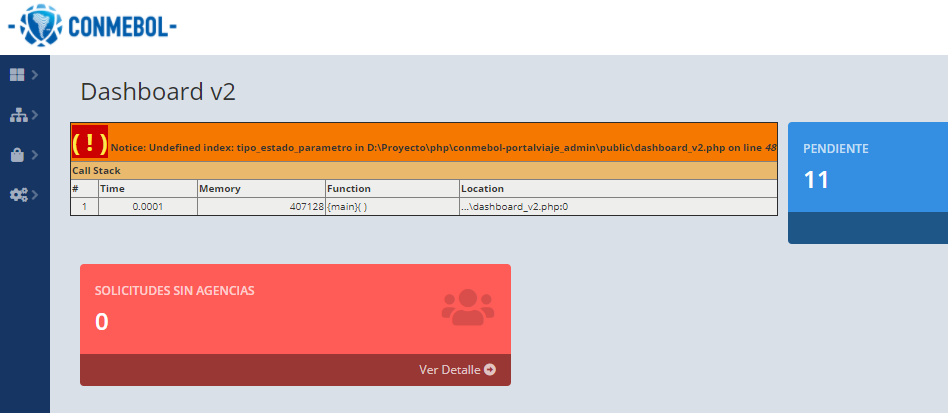 CONMEBOL
Dashboard v2
( ! ) Notice: Undefined index: tipo_estado_parametro in D:\Proyecto\php\conmebol-portalviaje_admin\public\dashboard_v2.php on line 48
Call Stack
# Time Memory Function Location
1 0.0001 407128 {main}( ) ...\dashboard_v2.php:0
PENDIENTE
11
SOLICITUDES SIN AGENCIAS
0
Ver Detalle